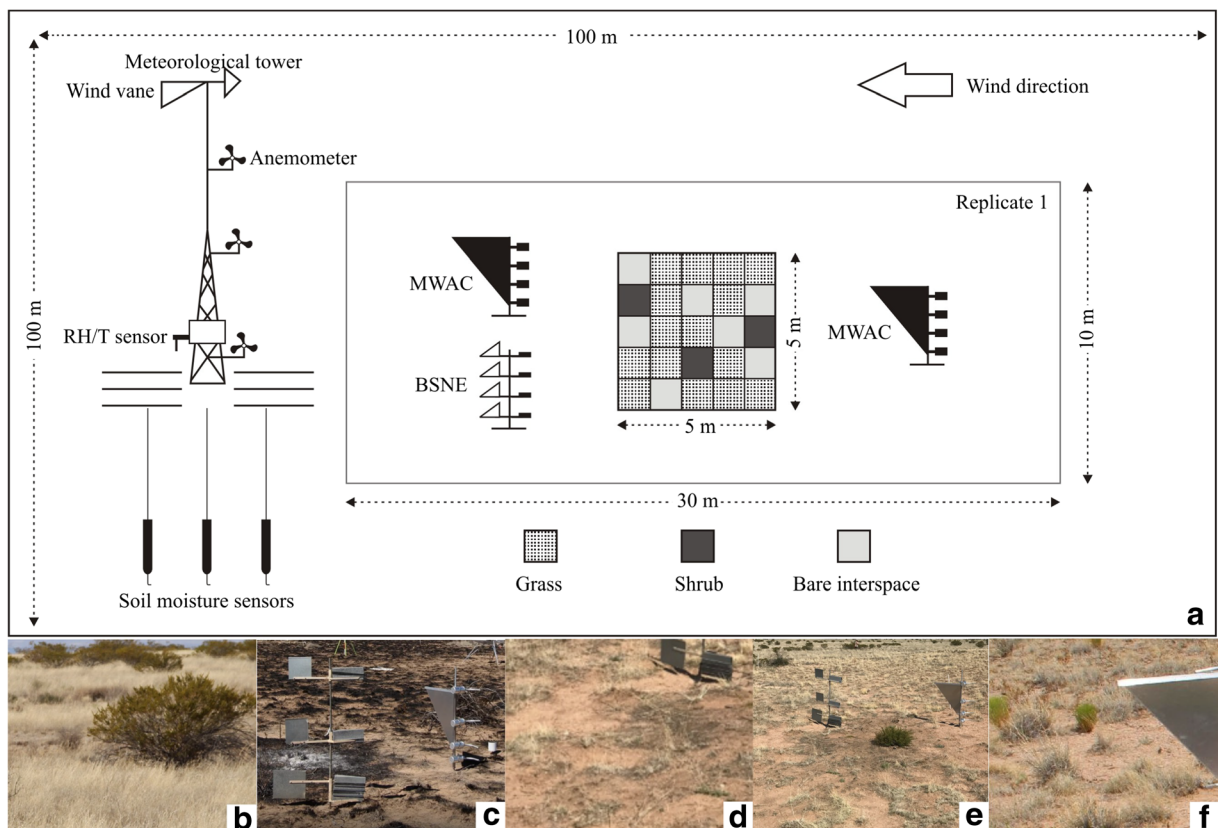 100 m
Meteorological tower
Wind vane
Wind direction
Anemometer
Replicate 1
MWAC
MWAC
RH/T sensor
100 m
5 m
10 m
BSNE
5 m
30 m
Grass
Shrub
Bare interspace
Soil moisture sensors
a
b
c
d
e
f